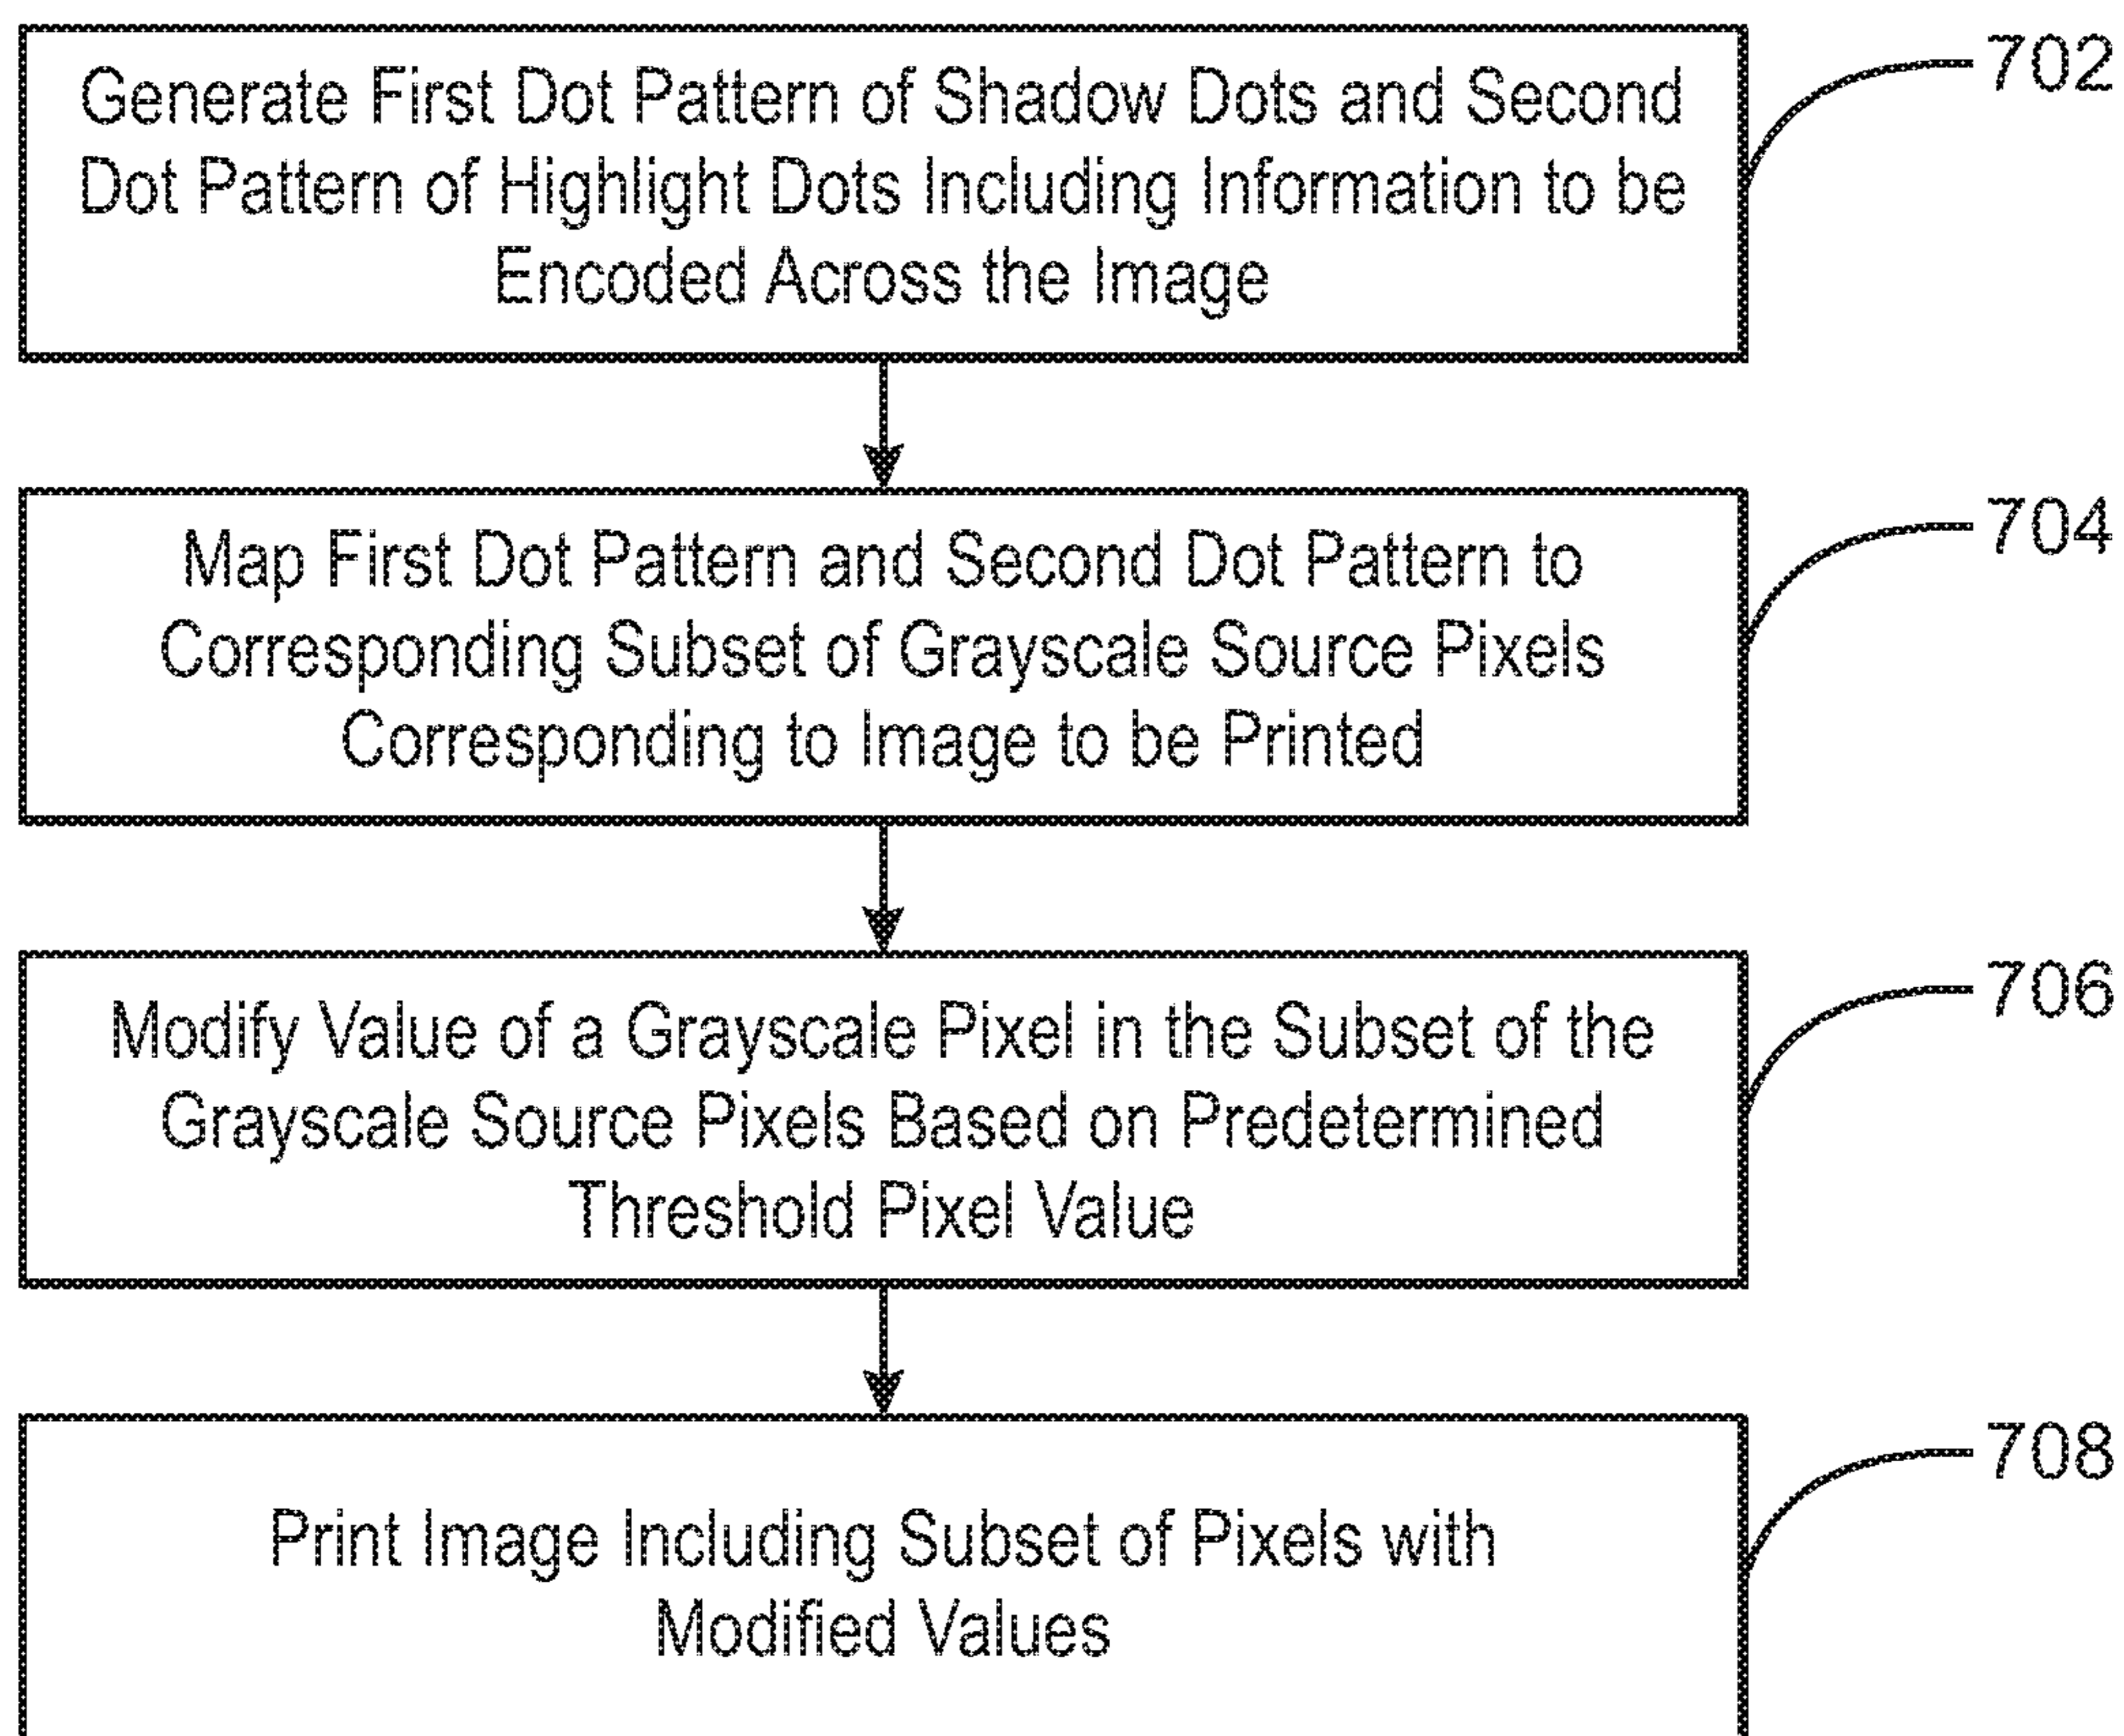 Generate First Dot Pattern of Shadow Dots and Second
Dot Pattern of Highlight Dots Including Information to be
Encoded Across the Image
702
Map First Dot Pattern and Second Dot Pattern to
Corresponding Subset of Grayscale Source Pixels
Corresponding to Image to be Printed
704
Modify Value of a Grayscale Pixel in the Subset of the
Grayscale Source Pixels Based on Predetermined
Threshold Pixel Value
706
Print Image Including Subset of Pixels with
Modified Values
708